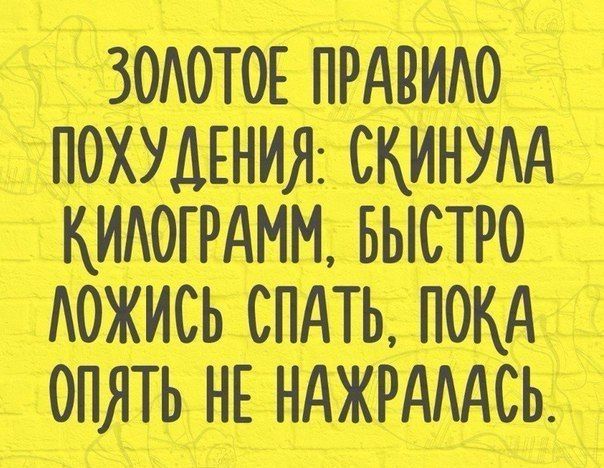 ЗОЛОТОЕ ПРАВИЛО
ПОХУДЕНИЯ: СКИНУЛА
КИЛОГРАММ, БЫСТРО
ЛОЖИСЬ СПАТЬ, ПОКА
ОПЯТЬ НЕ НАЖРАЛАСЬ.